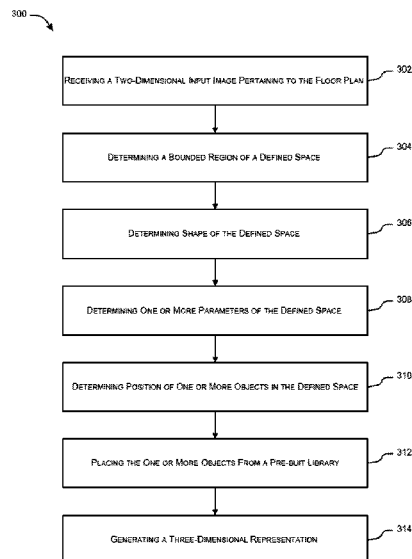 300
RECEIVING A TWO-DIMENSIONAL INPUT IMAGE PERTAINING TO THE FLOOR PLAN
302
DETERMINING A BOUNDED REGION OF A DEFINED SPACE
304
DETERMINING SHAPE OF THE DEFINED SPACE
306
DETERMINING ONE OR MORE PARAMETERS OF THE DEFINED SPACE
308
DETERMINING POSITION OF ONE OR MORE OBJECTS IN THE DEFINED SPACE
310
PLACING THE ONE OR MORE OBJECTS FROM A PRE-BUIT LIBRARY
312
GENERATING A THREE-DIMENSIONAL REPRESENTATION
314